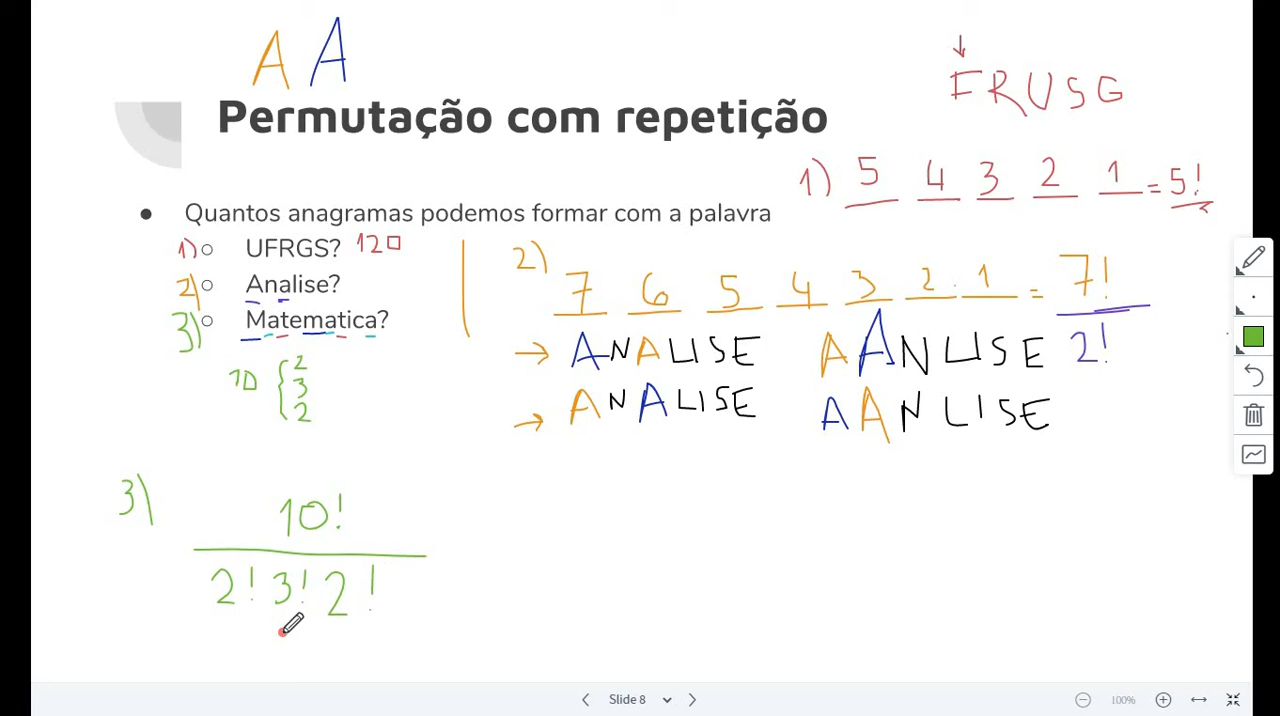 A A
FRUSG
Permutação com repetição
1) 5 4 3 2 1 = 5!
● Quantos anagramas podemos formar com a palavra
1) ○ UFRGS? 120
2) ○ Analise?
3) ○ Matematica?
10 { 2
3
2
2) 7 6 5 4 3 2 . 1 = 7!
2!
→ ANALISE AANLISE
→ ANALISE AANLISE
3) 10!
2! 3! 2!
Slide 8
100%